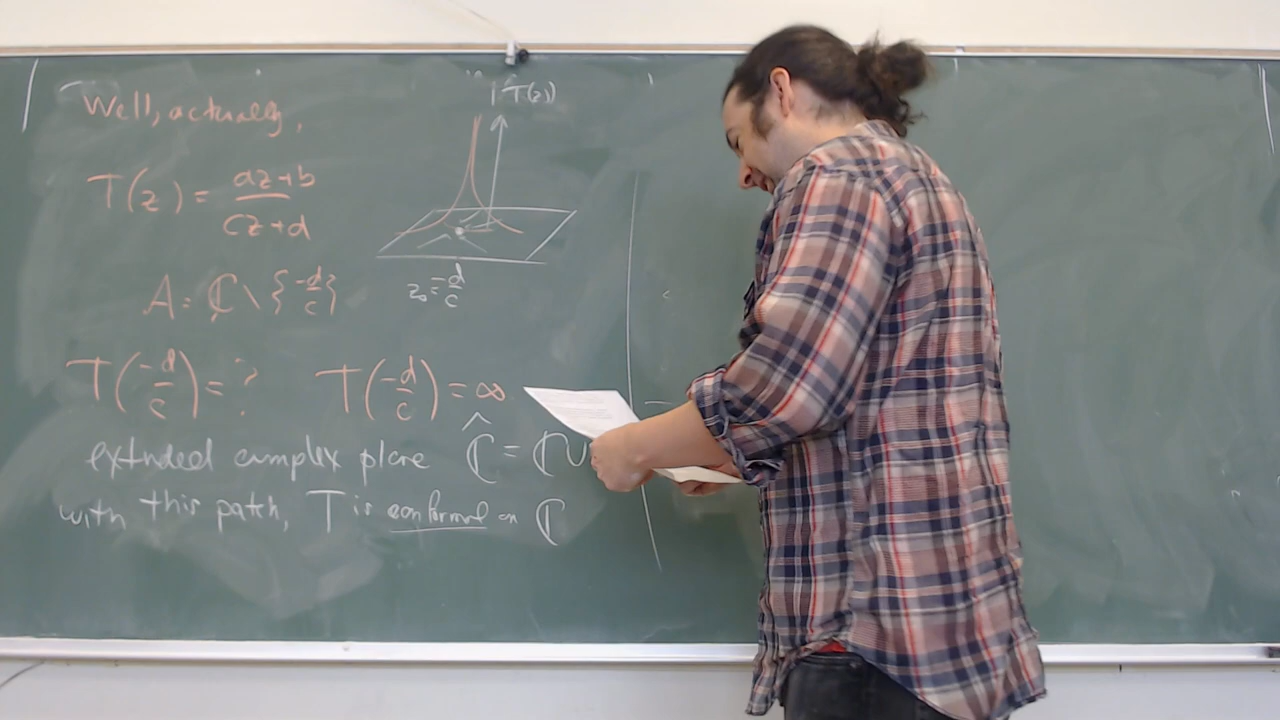 Well, actually,
T(z) = az+b / cz+d
A = ℂ \ {-d/c}
|T(z)|
z₀ = -d/c
T(-d/c) = ? T(-d/c) = ∞
extended complex plane ℂ̂ = ℂ ∪
with this patch, T is conformal on ℂ